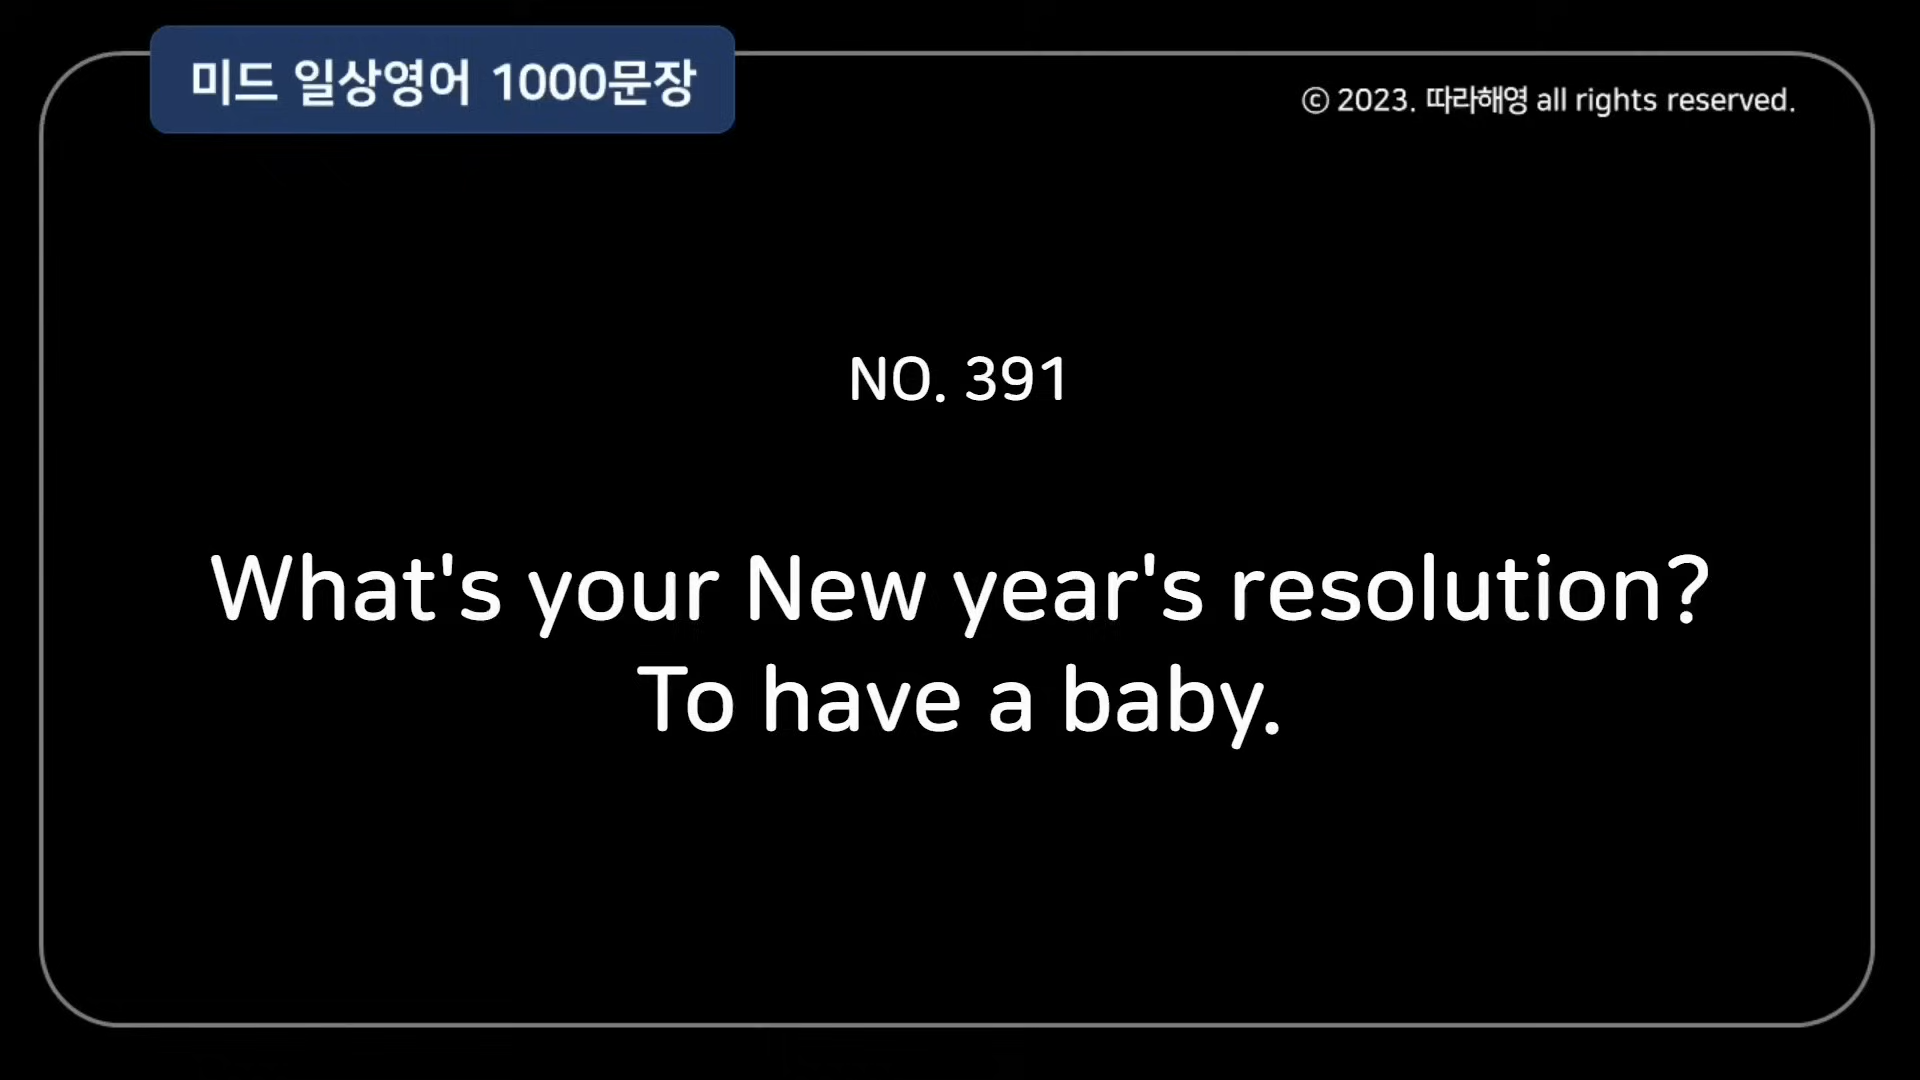 미드 일상영어 1000문장
ⓒ 2023. 따라해영 all rights reserved.
NO. 391
What's your New year's resolution?
To have a baby.